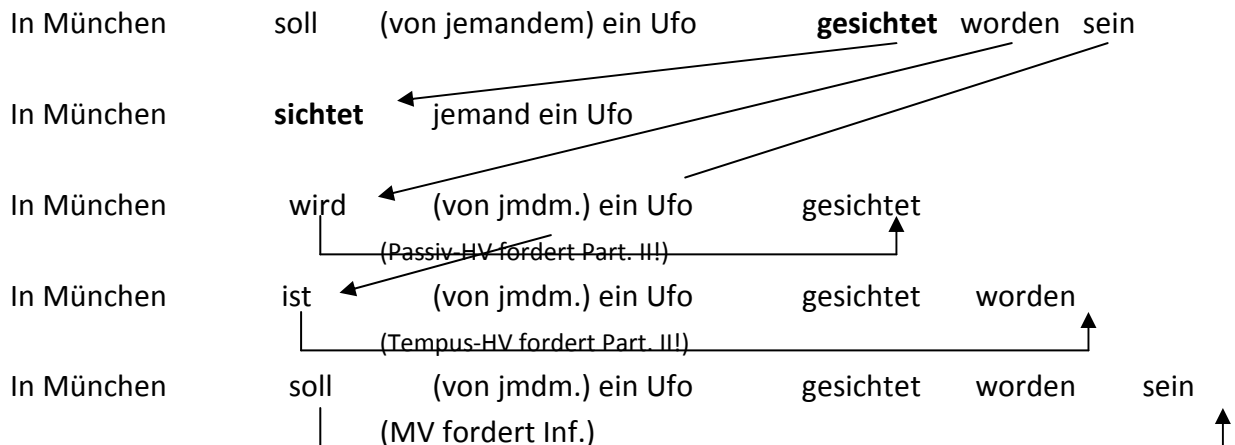 In München soll (von jemandem) ein Ufo gesichtet worden sein
In München sichtet jemand ein Ufo
In München wird (von jmdm.) ein Ufo gesichtet
(Passiv-HV fordert Part. II!)
In München ist (von jmdm.) ein Ufo gesichtet worden
(Tempus-HV fordert Part. II!)
In München soll (von jmdm.) ein Ufo gesichtet worden sein
(MV fordert Inf.)